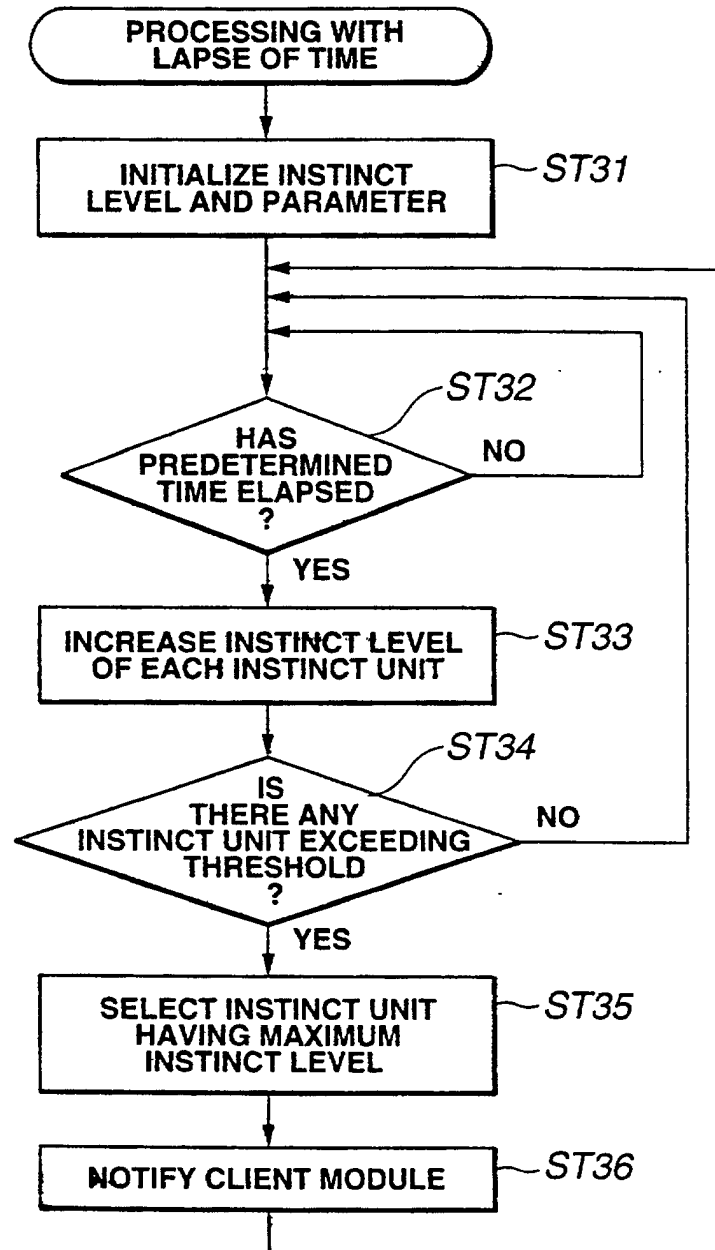 PROCESSING WITH
LAPSE OF TIME
INITIALIZE INSTINCT
LEVEL AND PARAMETER
ST31
ST32
HAS
PREDETERMINED
TIME ELAPSED
?
NO
YES
INCREASE INSTINCT LEVEL
OF EACH INSTINCT UNIT
ST33
ST34
IS
THERE ANY
INSTINCT UNIT EXCEEDING
THRESHOLD
?
NO
YES
SELECT INSTINCT UNIT
HAVING MAXIMUM
INSTINCT LEVEL
ST35
NOTIFY CLIENT MODULE
ST36